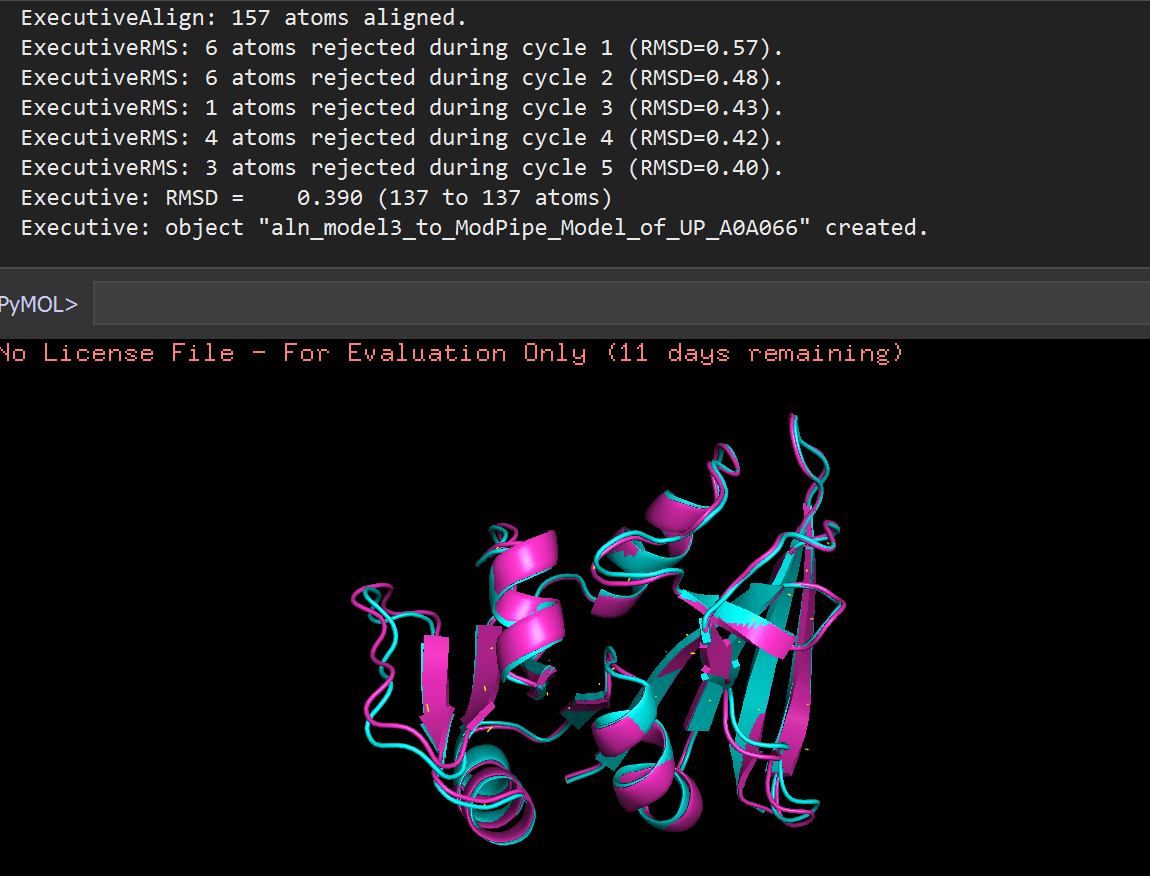 ExecutiveAlign: 157 atoms aligned.
ExecutiveRMS: 6 atoms rejected during cycle 1 (RMSD=0.57).
ExecutiveRMS: 6 atoms rejected during cycle 2 (RMSD=0.48).
ExecutiveRMS: 1 atoms rejected during cycle 3 (RMSD=0.43).
ExecutiveRMS: 4 atoms rejected during cycle 4 (RMSD=0.42).
ExecutiveRMS: 3 atoms rejected during cycle 5 (RMSD=0.40).
Executive: RMSD =    0.390 (137 to 137 atoms)
Executive: object "aln_model3_to_ModPipe_Model_of_UP_A0A066" created.
PyMOL>
No License File - For Evaluation Only (11 days remaining)